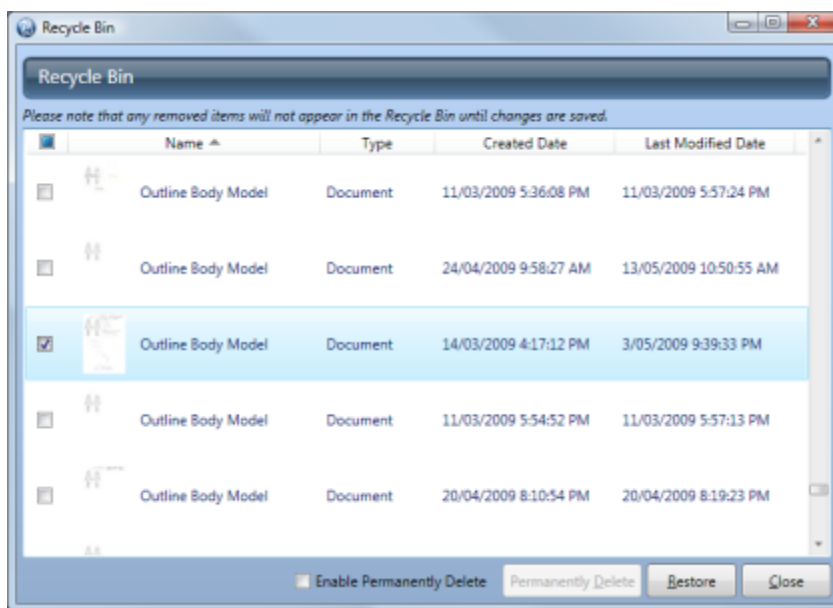 Recycle Bin
Recycle Bin
Please note that any removed items will not appear in the Recycle Bin until changes are saved.
Name Type Created Date Last Modified Date
Outline Body Model Document 11/03/2009 5:36:08 PM 11/03/2009 5:57:24 PM
Outline Body Model Document 24/04/2009 9:58:27 AM 13/05/2009 10:50:55 AM
Outline Body Model Document 14/03/2009 4:17:12 PM 3/05/2009 9:39:33 PM
Outline Body Model Document 11/03/2009 5:54:52 PM 11/03/2009 5:57:13 PM
Outline Body Model Document 20/04/2009 8:10:54 PM 20/04/2009 8:19:23 PM
Enable Permanently Delete Permanently Delete Restore Close